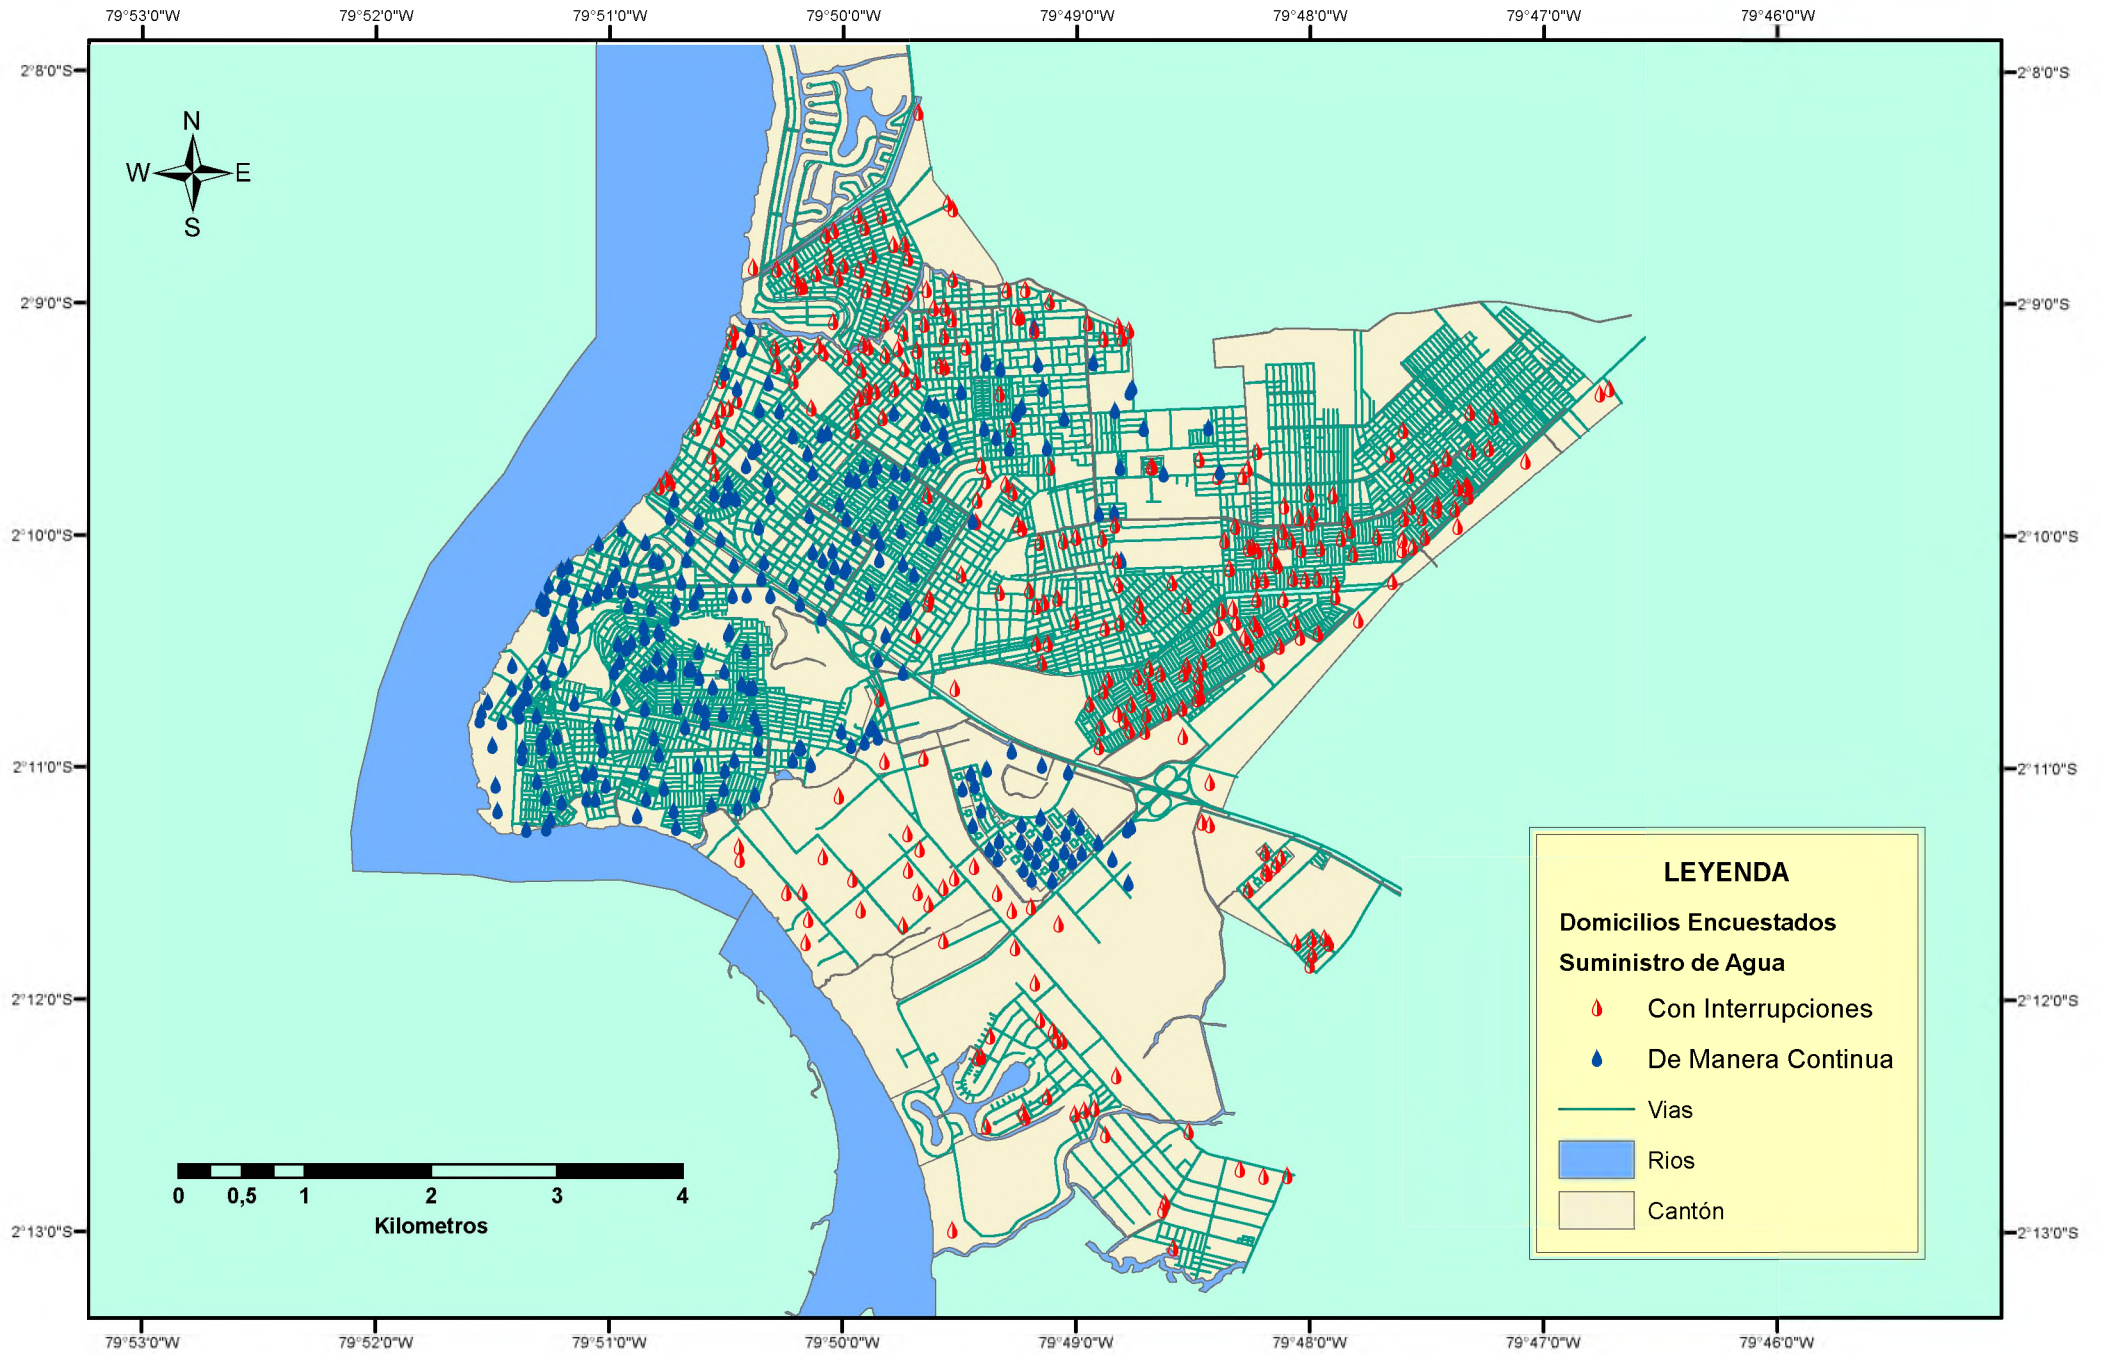 79°53'0"W 79°52'0"W 79°51'0"W 79°50'0"W 79°49'0"W 79°48'0"W 79°47'0"W 79°46'0"W
2°8'0"S 2°8'0"S
N
W E
S
2°9'0"S 2°9'0"S
2°10'0"S 2°10'0"S
2°11'0"S 2°11'0"S
LEYENDA
Domicilios Encuestados
Suministro de Agua
Con Interrupciones
De Manera Continua
Vias
Rios
Cantón
2°12'0"S 2°12'0"S
0 0,5 1 2 3 4
Kilometros
2°13'0"S 2°13'0"S
79°53'0"W 79°52'0"W 79°51'0"W 79°50'0"W 79°49'0"W 79°48'0"W 79°47'0"W 79°46'0"W